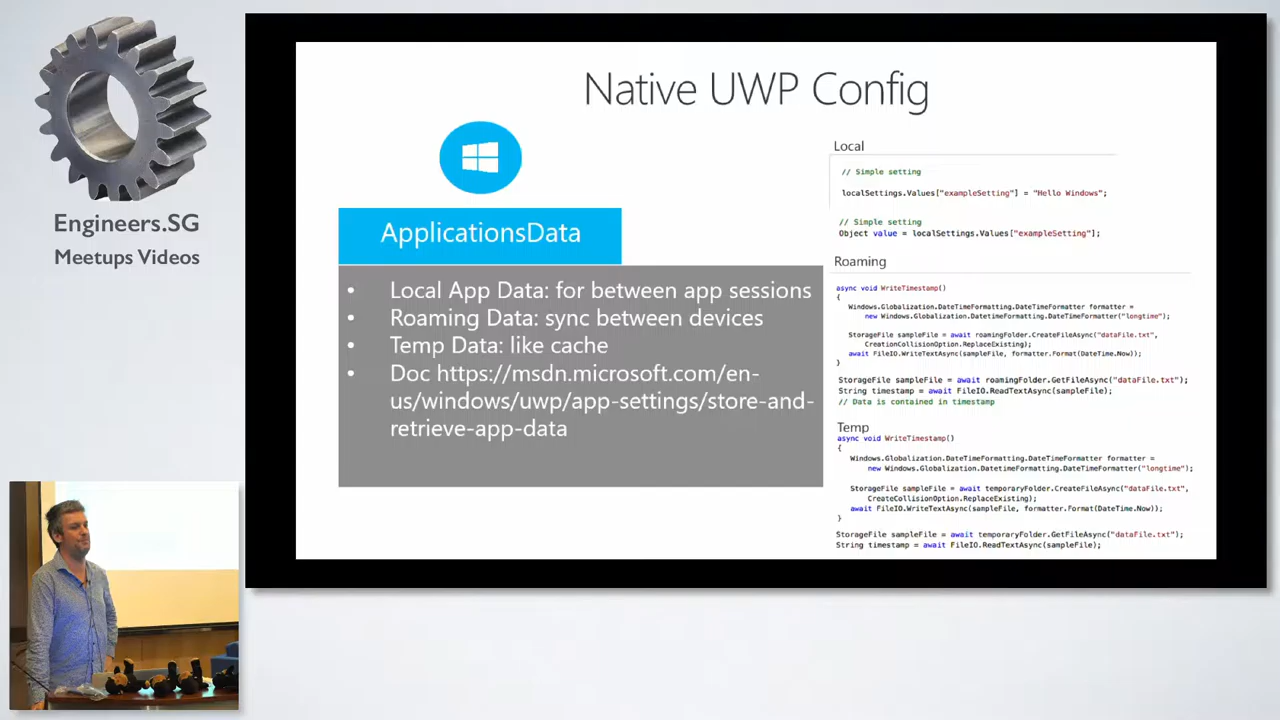 Engineers.SG
Meetups Videos
Native UWP Config
ApplicationsData
• Local App Data: for between app sessions
• Roaming Data: sync between devices
• Temp Data: like cache
• Doc https://msdn.microsoft.com/en-
us/windows/uwp/app-settings/store-and-
retrieve-app-data
Local
// Simple setting
localSettings.Values["exampleSetting"] = "Hello Windows";
// Simple setting
Object value = localSettings.Values["exampleSetting"];
Roaming
async void WriteTimestamp()
{
Windows.Globalization.DateTimeFormatting.DateTimeFormatter formatter =
new Windows.Globalization.DatetimeFormatting.DateTimeFormatter("longtime");
StorageFile sampleFile = await roamingFolder.CreateFileAsync("dataFile.txt",
CreationCollisionOption.ReplaceExisting);
await FileIO.WriteTextAsync(sampleFile, formatter.Format(DateTime.Now));
}
StorageFile sampleFile = await roamingFolder.GetFileAsync("dataFile.txt");
String timestamp = await FileIO.ReadTextAsync(sampleFile);
// Data is contained in timestamp
Temp
async void WriteTimestamp()
{
Windows.Globalization.DateTimeFormatting.DateTimeFormatter formatter =
new Windows.Globalization.DatetimeFormatting.DateTimeFormatter("longtime");
StorageFile sampleFile = await temporaryFolder.CreateFileAsync("dataFile.txt",
CreateCollisionOption.ReplaceExisting);
await FileIO.WriteTextAsync(sampleFile, formatter.Format(DateTime.Now));
}
StorageFile sampleFile = await temporaryFolder.GetFileAsync("dataFile.txt");
String timestamp = await FileIO.ReadTextAsync(sampleFile);